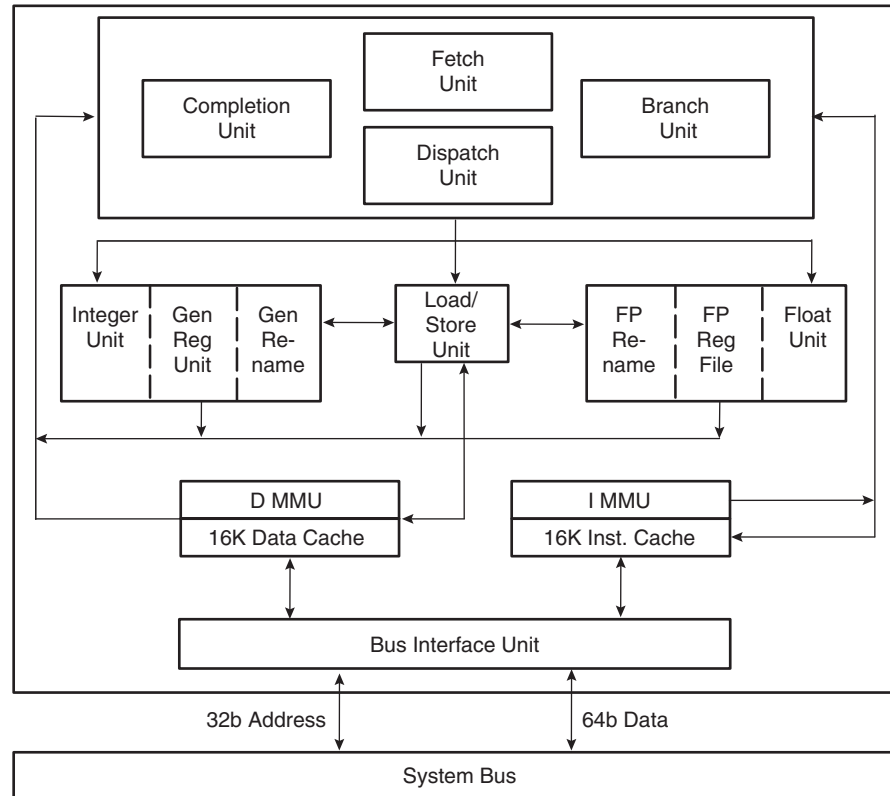 Fetch
Unit
Completion
Unit
Branch
Unit
Dispatch
Unit
Integer
Unit
Gen
Reg
Unit
Gen
Re-
name
Load/
Store
Unit
FP
Re-
name
FP
Reg
File
Float
Unit
D MMU
16K Data Cache
I MMU
16K Inst. Cache
Bus Interface Unit
32b Address
64b Data
System Bus